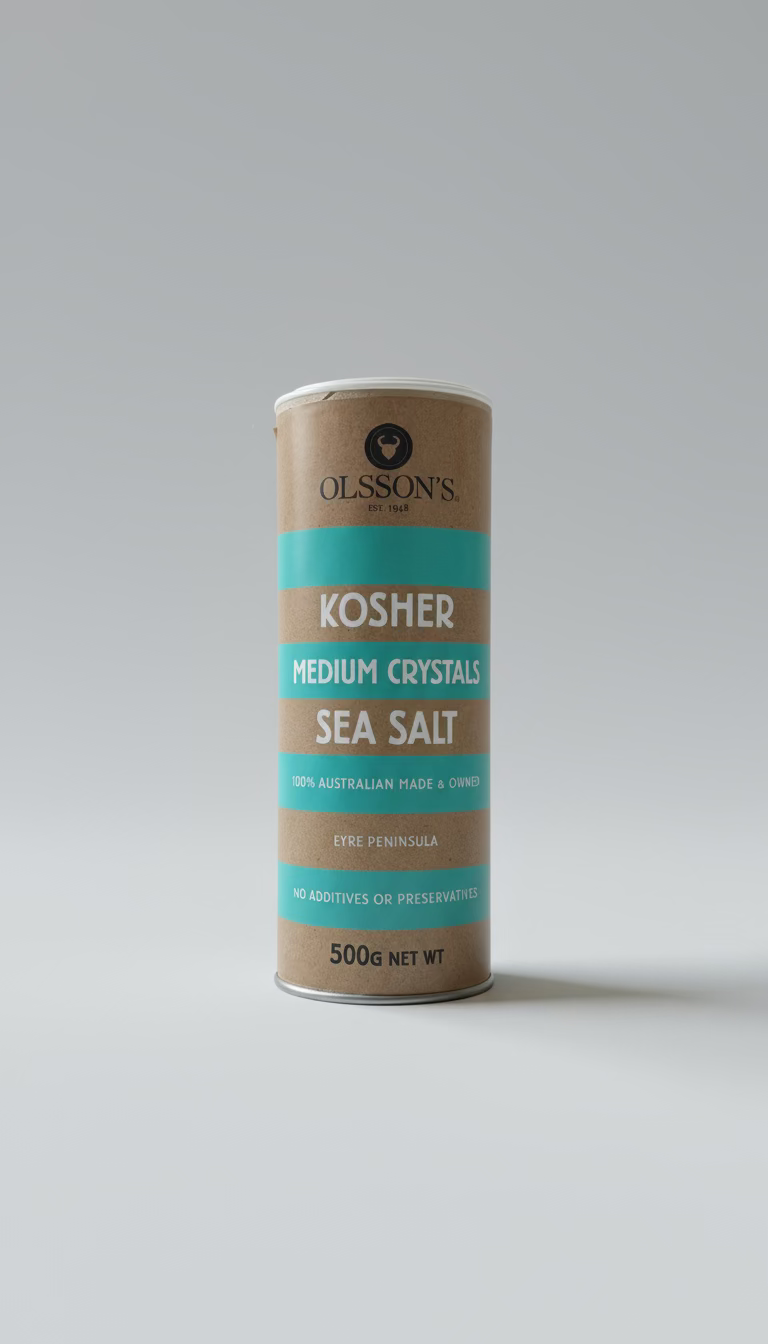 OLSSON'S
EST. 1948
KOSHER
MEDIUM CRYSTALS
SEA SALT
100% AUSTRALIAN MADE & OWNED
EYRE PENINSULA
NO ADDITIVES OR PRESERVATIVES
500G NET WT